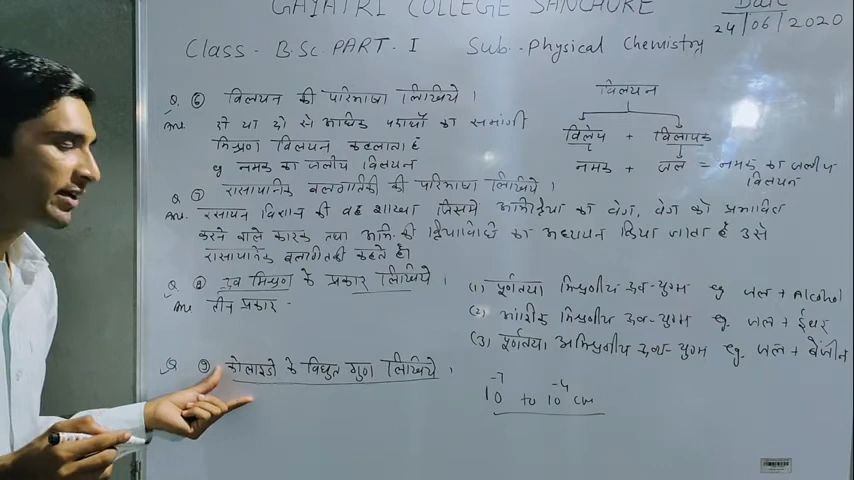 GAYATRI COLLEGE SANCHORE
Date
24/06/2020
Class - B.Sc. PART - I Sub. - Physical Chemistry
Q. ⑥ विलयन की परिभाषा लिखिये।
Ans. दो या दो से अधिक पदार्थों का समांगी
मिश्रण विलयन कहलाता है
eg नमक का जलीय विलयन
विलयन
विलेय + विलायक
नमक + जल = नमक का जलीय
विलयन
Q ⑦ रासायनिक बलगतिकी की परिभाषा लिखिये।
Ans. रसायन विज्ञान की वह शाखा जिसमें अभिक्रिया का वेग, वेग को प्रभावित
करने वाले कारक तथा अभि. की क्रियाविधि का अध्ययन किया जाता है उसे
रासायनिक बलगतिकी कहते है।
Q ⑧ द्रव मिश्रण के प्रकार लिखिये।
Ans तीन प्रकार -
(1) पूर्णतया मिश्रणीय द्रव-युग्म eg जल + Alcohol
(2) आंशिक मिश्रणीय द्रव-युग्म eg. जल + ईथर
(3) पूर्णतया अमिश्रणीय द्रव-युग्म eg. जल + बेंजीन
Q ⑨ कोलाइडो के विद्युत गुण लिखिये।
10⁻⁷ to 10⁻⁴ cm